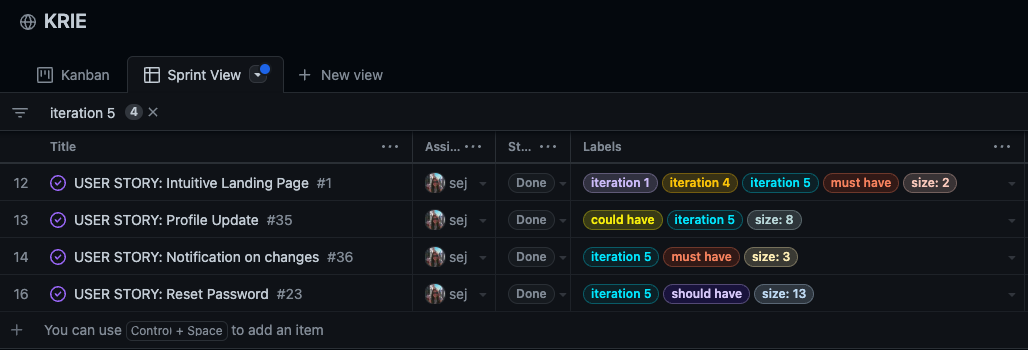 KRIE
Kanban Sprint View New view
iteration 5 4
Title Assi... St... Labels
12 USER STORY: Intuitive Landing Page #1 sej Done iteration 1 iteration 4 iteration 5 must have size: 2
13 USER STORY: Profile Update #35 sej Done could have iteration 5 size: 8
14 USER STORY: Notification on changes #36 sej Done iteration 5 must have size: 3
16 USER STORY: Reset Password #23 sej Done iteration 5 should have size: 13
You can use Control + Space to add an item